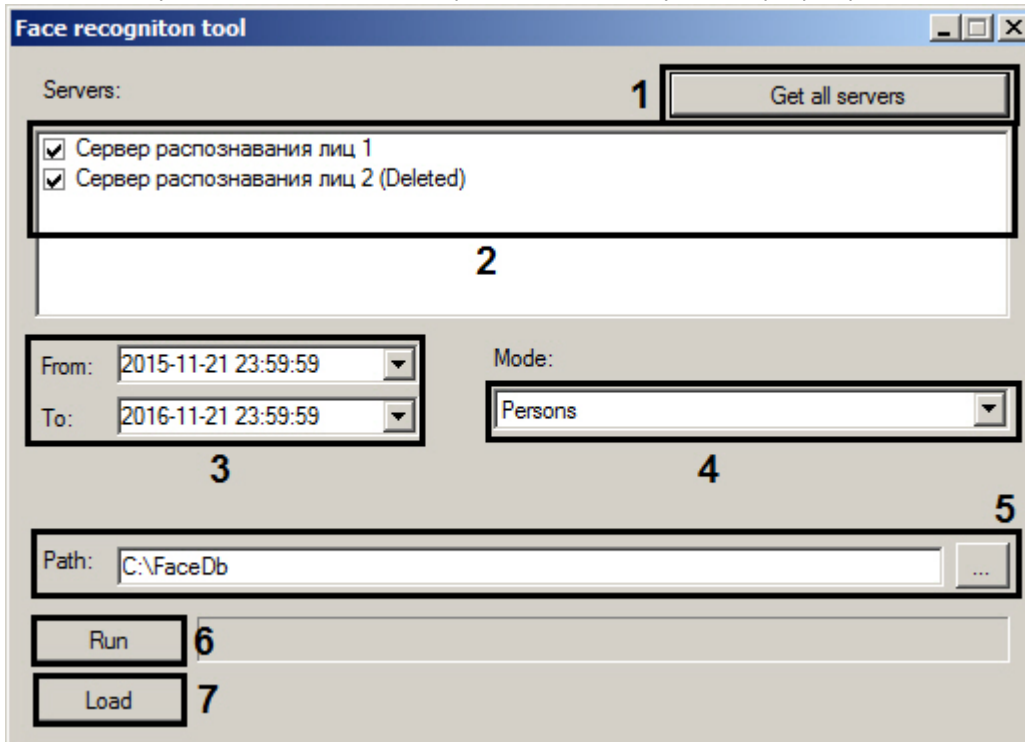 Face recogniton tool
Servers:
1
Get all servers
Сервер распознавания лиц 1
Сервер распознавания лиц 2 (Deleted)
2
From: 2015-11-21 23:59:59
Mode:
To: 2016-11-21 23:59:59
Persons
3
4
5
Path: C:\FaceDb
...
Run
6
Load
7